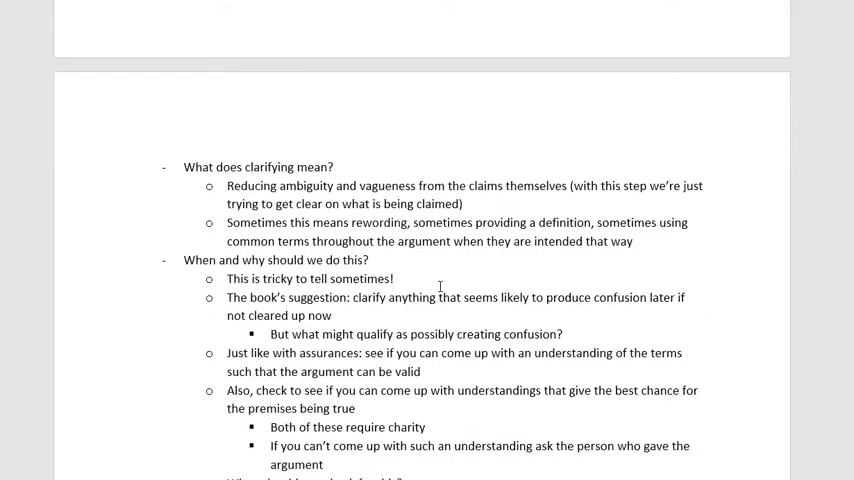 - What does clarifying mean?
o Reducing ambiguity and vagueness from the claims themselves (with this step we're just
trying to get clear on what is being claimed)
o Sometimes this means rewording, sometimes providing a definition, sometimes using
common terms throughout the argument when they are intended that way
- When and why should we do this?
o This is tricky to tell sometimes!
o The book's suggestion: clarify anything that seems likely to produce confusion later if
not cleared up now
▪ But what might qualify as possibly creating confusion?
o Just like with assurances: see if you can come up with an understanding of the terms
such that the argument can be valid
o Also, check to see if you can come up with understandings that give the best chance for
the premises being true
▪ Both of these require charity
▪ If you can't come up with such an understanding ask the person who gave the
argument